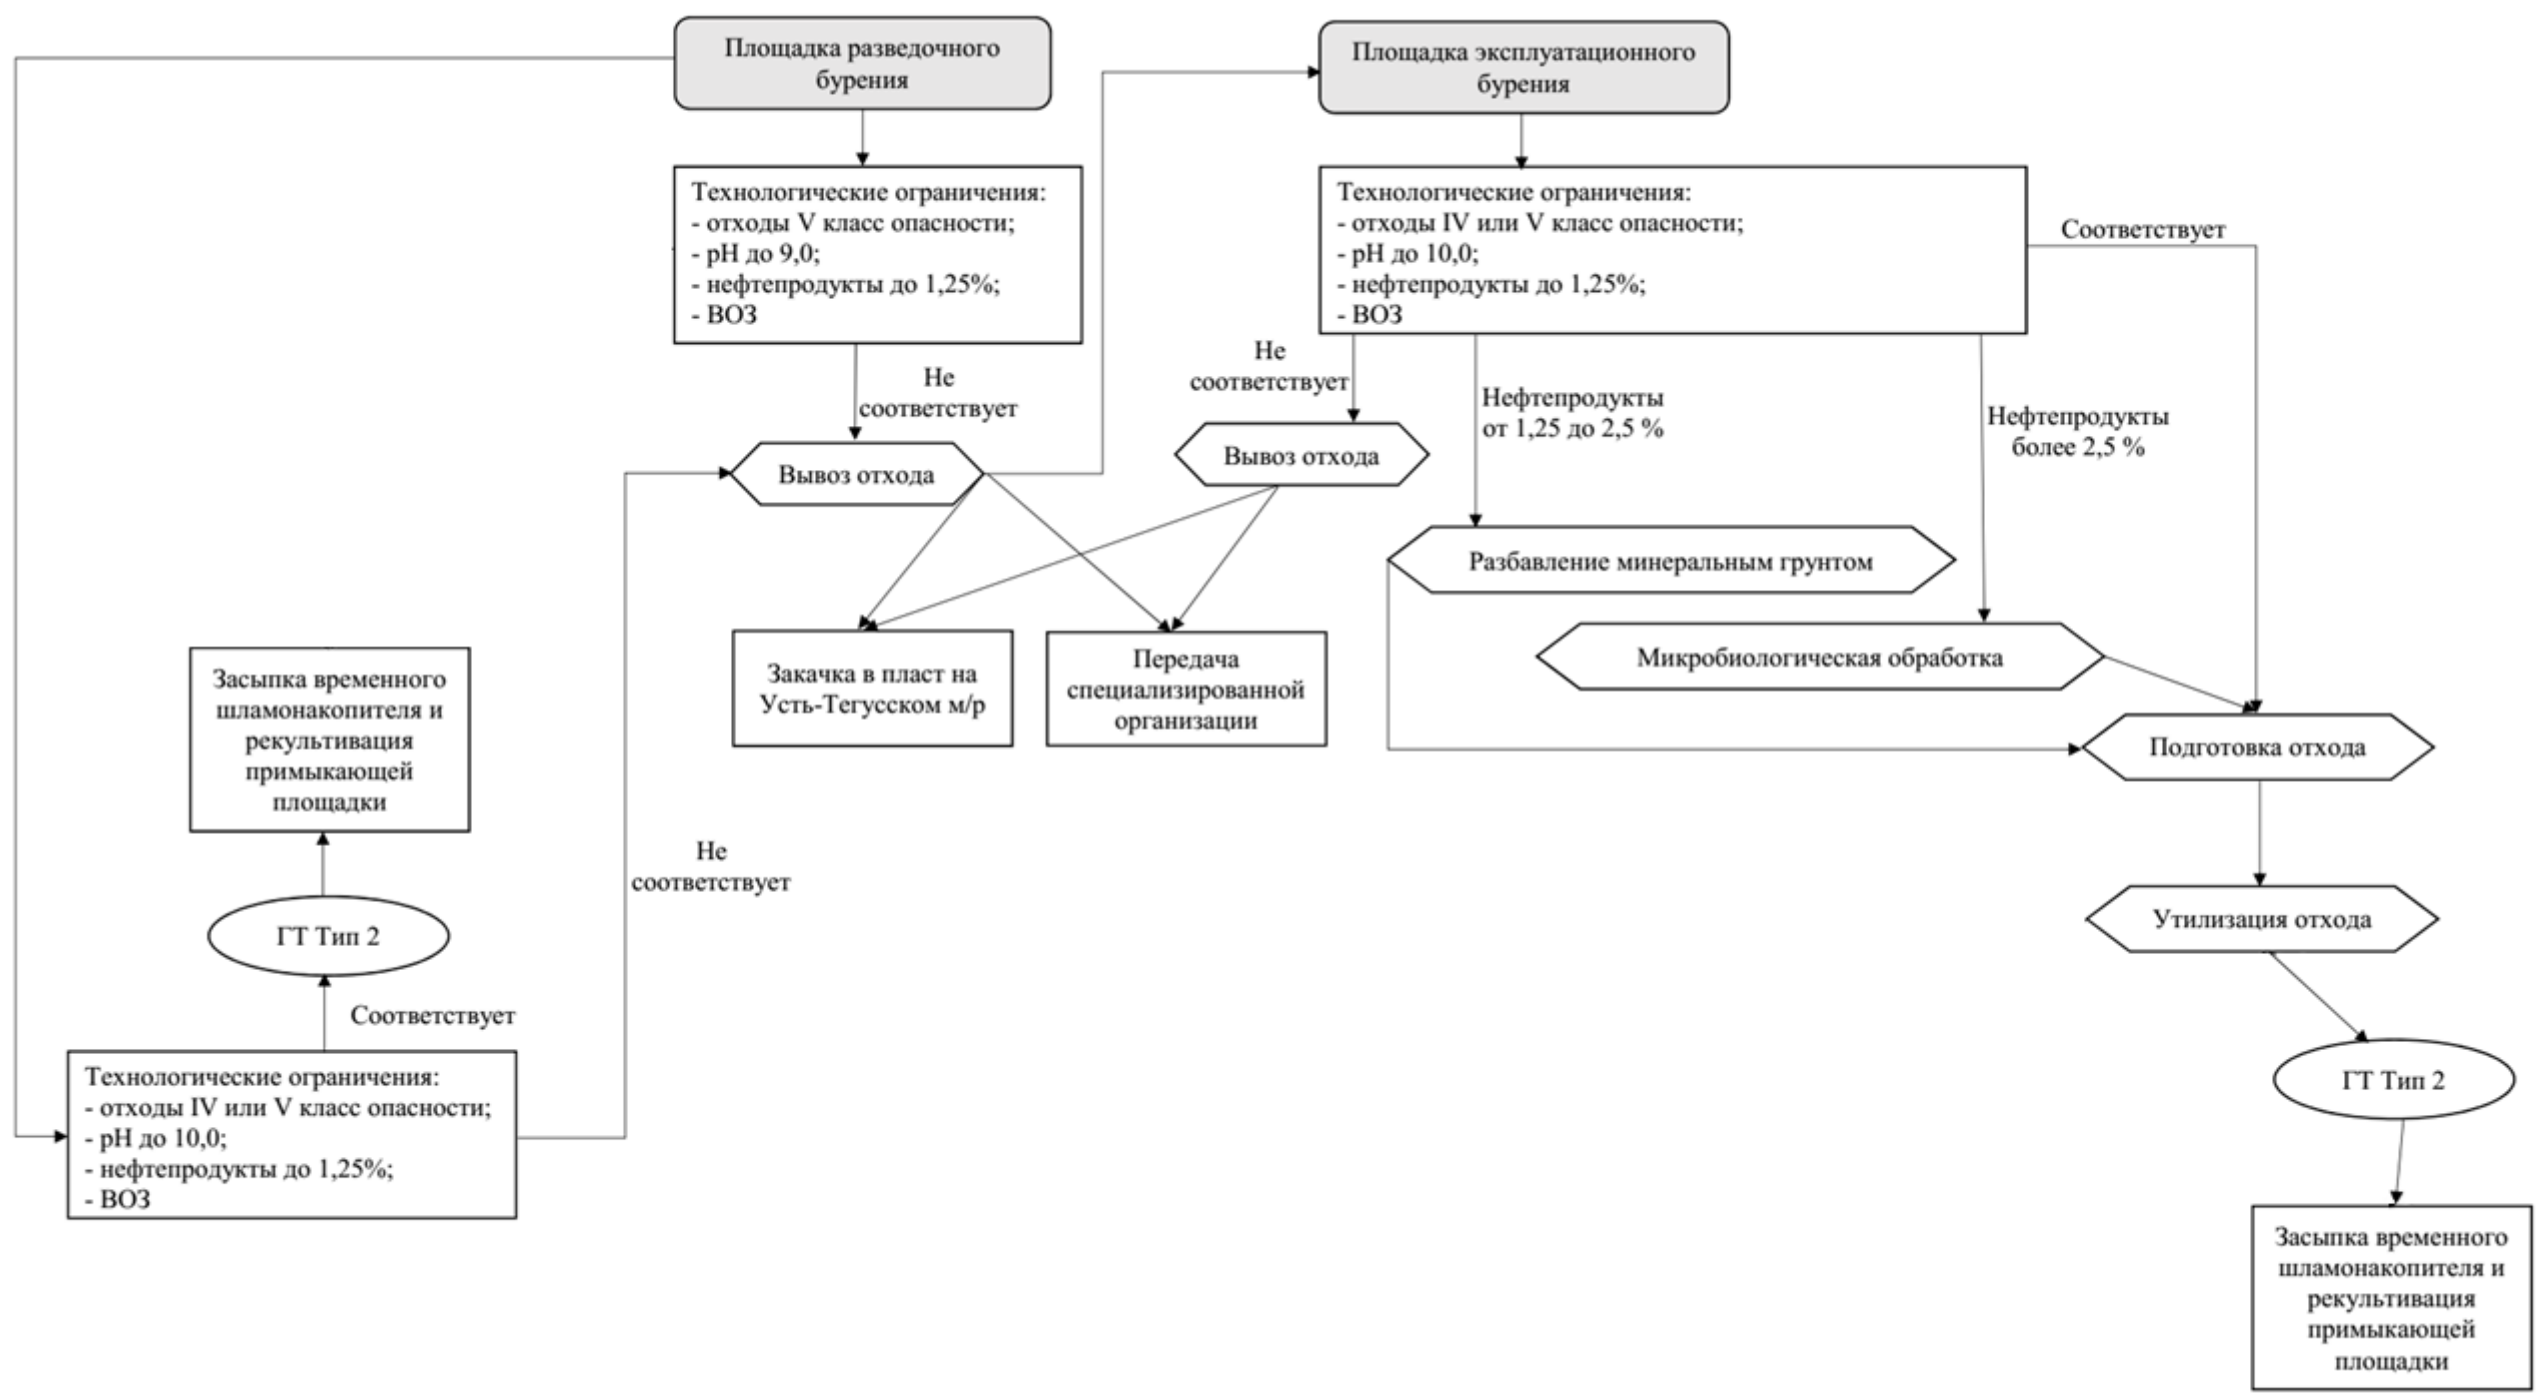 Площадка разведочного
бурения
Площадка эксплуатационного
бурения
Технологические ограничения:
- отходы V класс опасности;
- pH до 9,0;
- нефтепродукты до 1,25%;
- ВОЗ
Технологические ограничения:
- отходы IV или V класс опасности;
- pH до 10,0;
- нефтепродукты до 1,25%;
- ВОЗ
Соответствует
Не
соответствует
Не
соответствует
Нефтепродукты
от 1,25 до 2,5 %
Нефтепродукты
более 2,5 %
Вывоз отхода
Вывоз отхода
Разбавление минеральным грунтом
Микробиологическая обработка
Закачка в пласт на
Усть-Тегусском м/р
Передача
специализированной
организации
Подготовка отхода
Засыпка временного
шламонакопителя и
рекультивация
примыкающей
площадки
Не
соответствует
ГТ Тип 2
Соответствует
Утилизация отхода
Технологические ограничения:
- отходы IV или V класс опасности;
- pH до 10,0;
- нефтепродукты до 1,25%;
- ВОЗ
ГТ Тип 2
Засыпка временного
шламонакопителя и
рекультивация
примыкающей
площадки